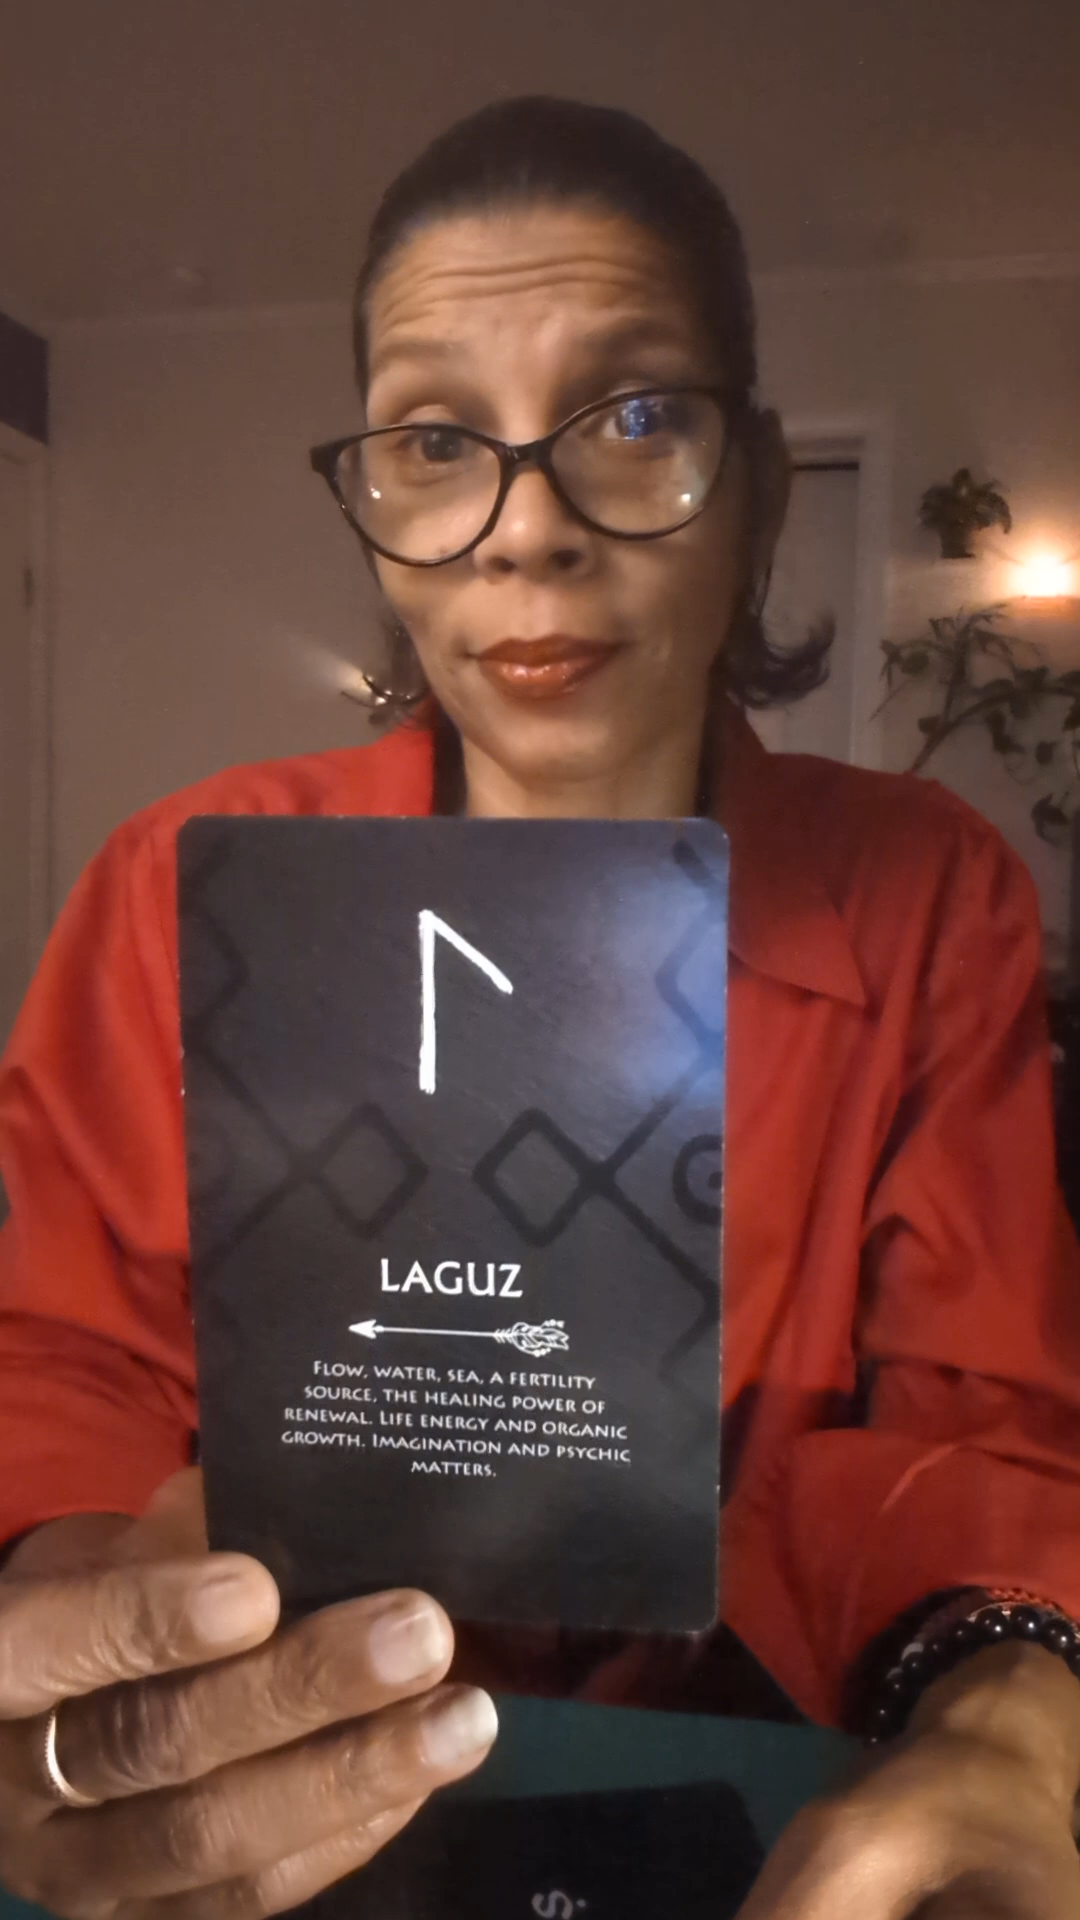 ᛚ
LAGUZ
FLOW, WATER, SEA, A FERTILITY
SOURCE, THE HEALING POWER OF
RENEWAL. LIFE ENERGY AND ORGANIC
GROWTH. IMAGINATION AND PSYCHIC
MATTERS.